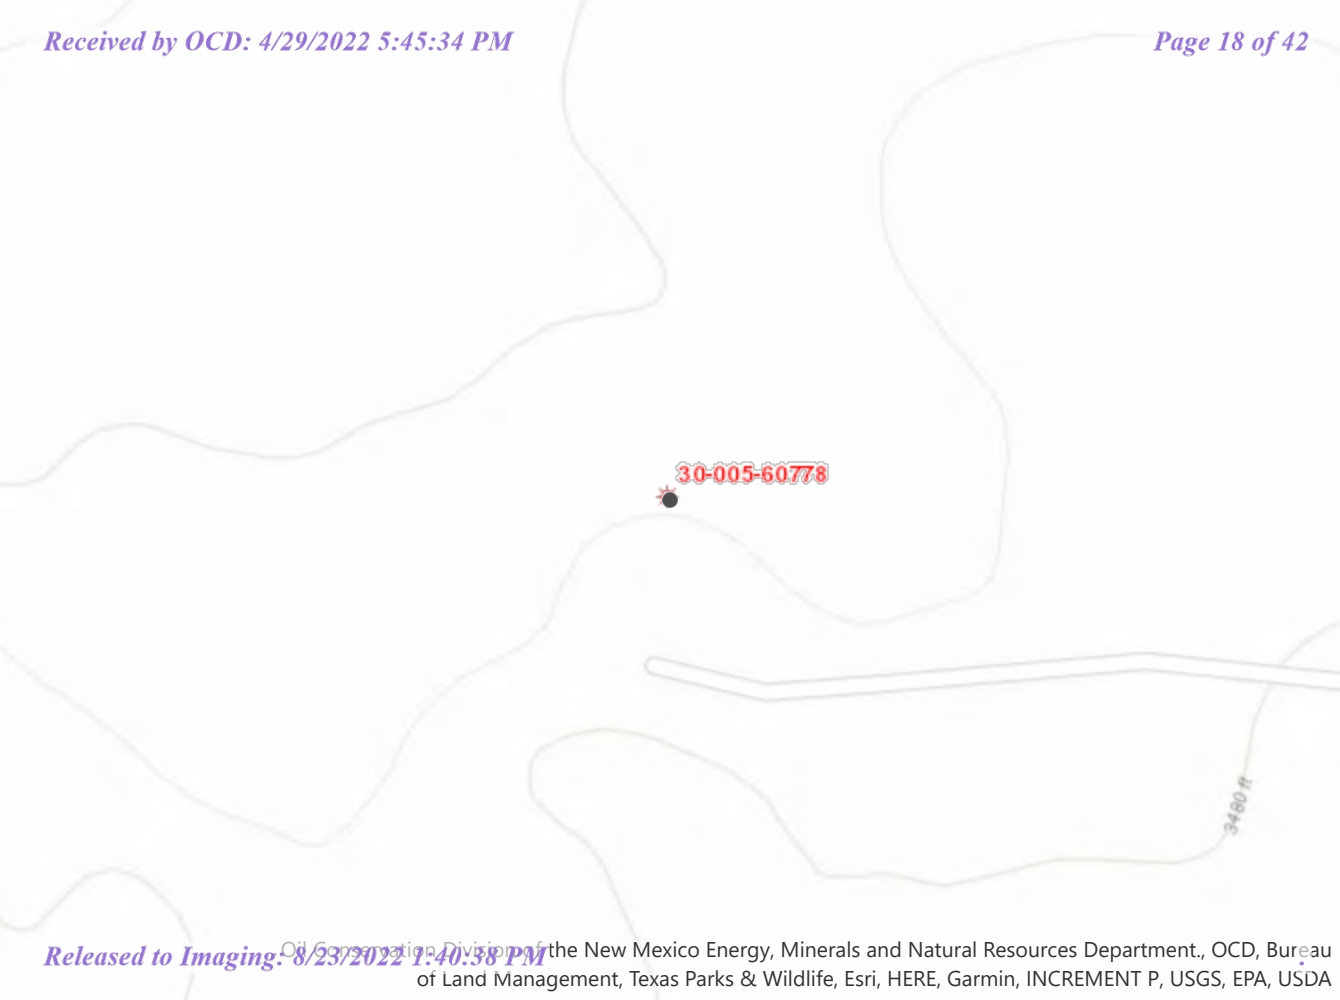 Received by OCD: 4/29/2022 5:45:34 PM
Page 18 of 42
30-005-60778
3480 ft
Released to Imaging: 8/23/2022 1:40:38 PM
Oil Conservation Division of the New Mexico Energy, Minerals and Natural Resources Department., OCD, Bureau
of Land Management, Texas Parks & Wildlife, Esri, HERE, Garmin, INCREMENT P, USGS, EPA, USDA